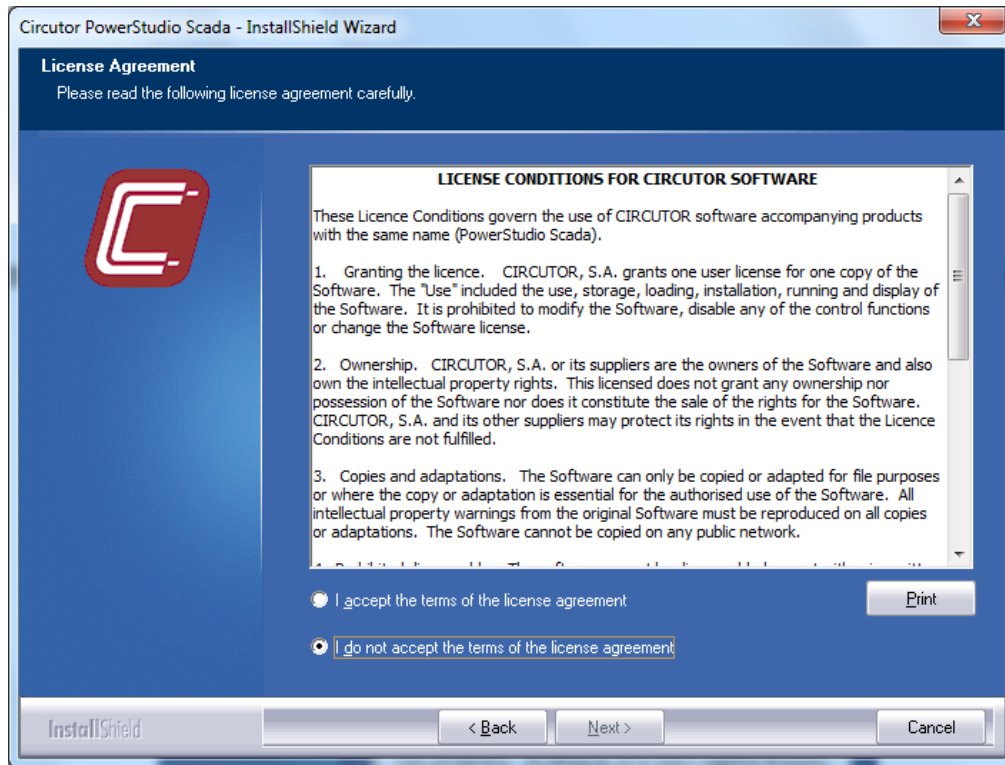 Circutor PowerStudio Scada - InstallShield Wizard
License Agreement
Please read the following license agreement carefully.
LICENSE CONDITIONS FOR CIRCUTOR SOFTWARE
These Licence Conditions govern the use of CIRCUTOR software accompanying products
with the same name (PowerStudio Scada).
1. Granting the licence. CIRCUTOR, S.A. grants one user license for one copy of the
Software. The "Use" included the use, storage, loading, installation, running and display of
the Software. It is prohibited to modify the Software, disable any of the control functions
or change the Software license.
2. Ownership. CIRCUTOR, S.A. or its suppliers are the owners of the Software and also
own the intellectual property rights. This licensed does not grant any ownership nor
possession of the Software nor does it constitute the sale of the rights for the Software.
CIRCUTOR, S.A. and its other suppliers may protect its rights in the event that the Licence
Conditions are not fulfilled.
3. Copies and adaptations. The Software can only be copied or adapted for file purposes
or where the copy or adaptation is essential for the authorised use of the Software. All
intellectual property warnings from the original Software must be reproduced on all copies
or adaptations. The Software cannot be copied on any public network.
I accept the terms of the license agreement
Print
I do not accept the terms of the license agreement
InstallShield
< Back
Next >
Cancel